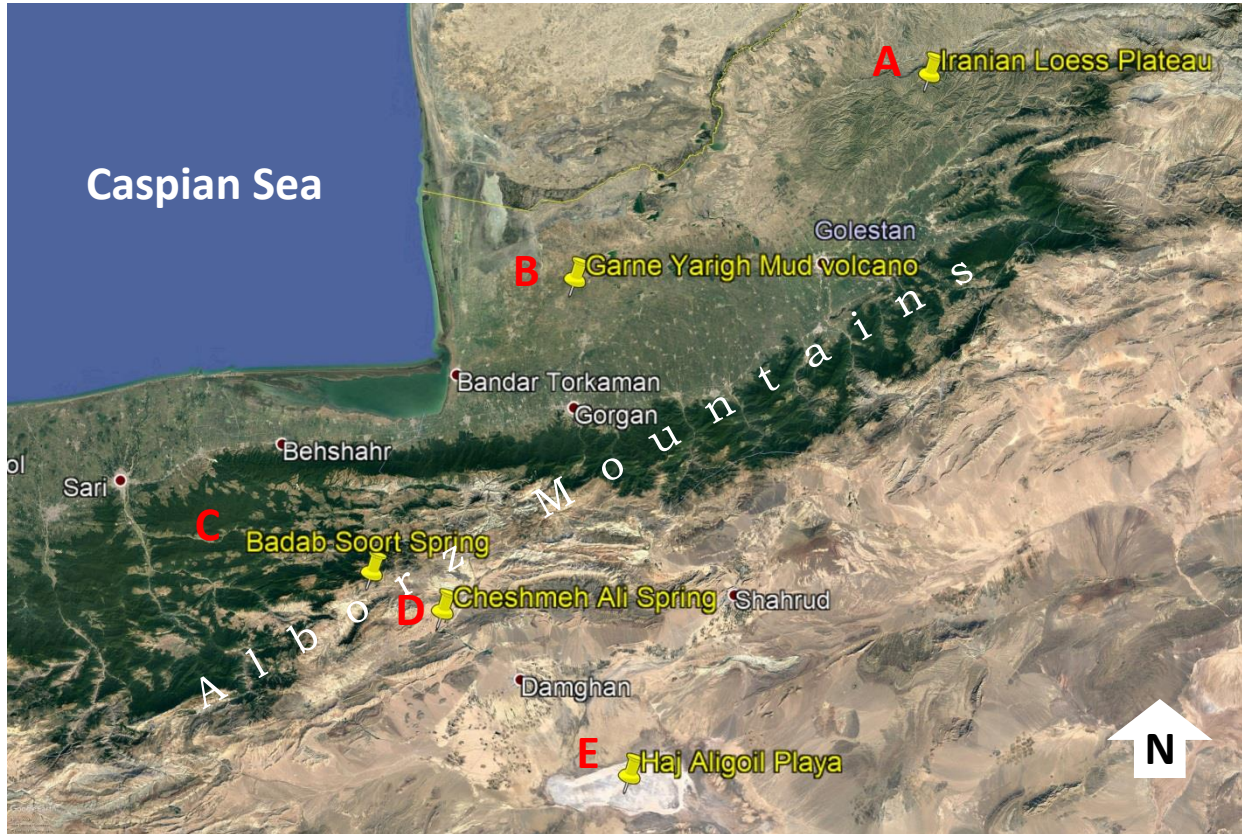 A
Iranian Loess Plateau
Caspian Sea
Golestan
B
Garne Yarigh Mud volcano
Bandar Torkaman
Gorgan
Behshahr
ol
Sari
Alborz Mountains
C
Badab Soort Spring
D
Cheshmeh Ali Spring
Shahrud
Damghan
E
Haj Aligoil Playa
N